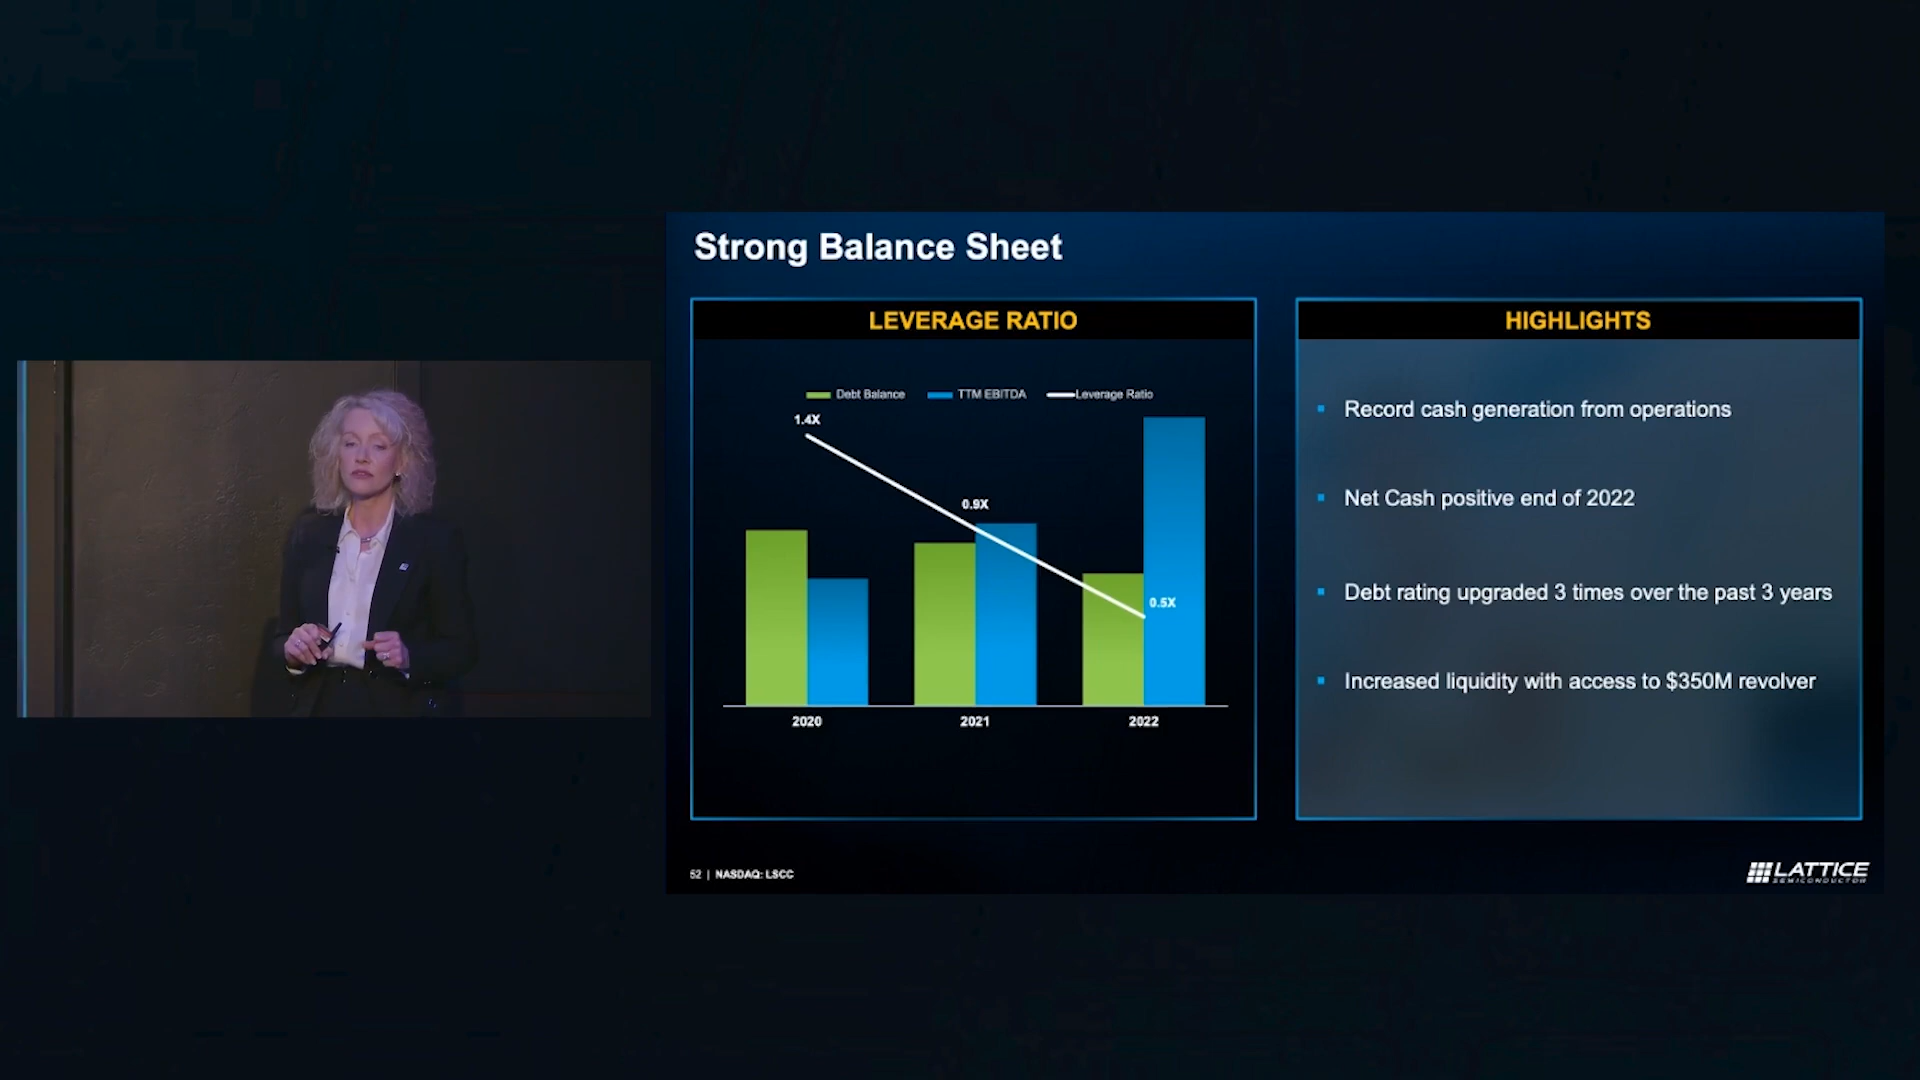 Strong Balance Sheet
LEVERAGE RATIO
Debt Balance TTM EBITDA Leverage Ratio
1.4X
0.9X
0.5X
2020 2021 2022
HIGHLIGHTS
▪ Record cash generation from operations
▪ Net Cash positive end of 2022
▪ Debt rating upgraded 3 times over the past 3 years
▪ Increased liquidity with access to $350M revolver
52 | NASDAQ: LSCC
LATTICE
SEMICONDUCTOR